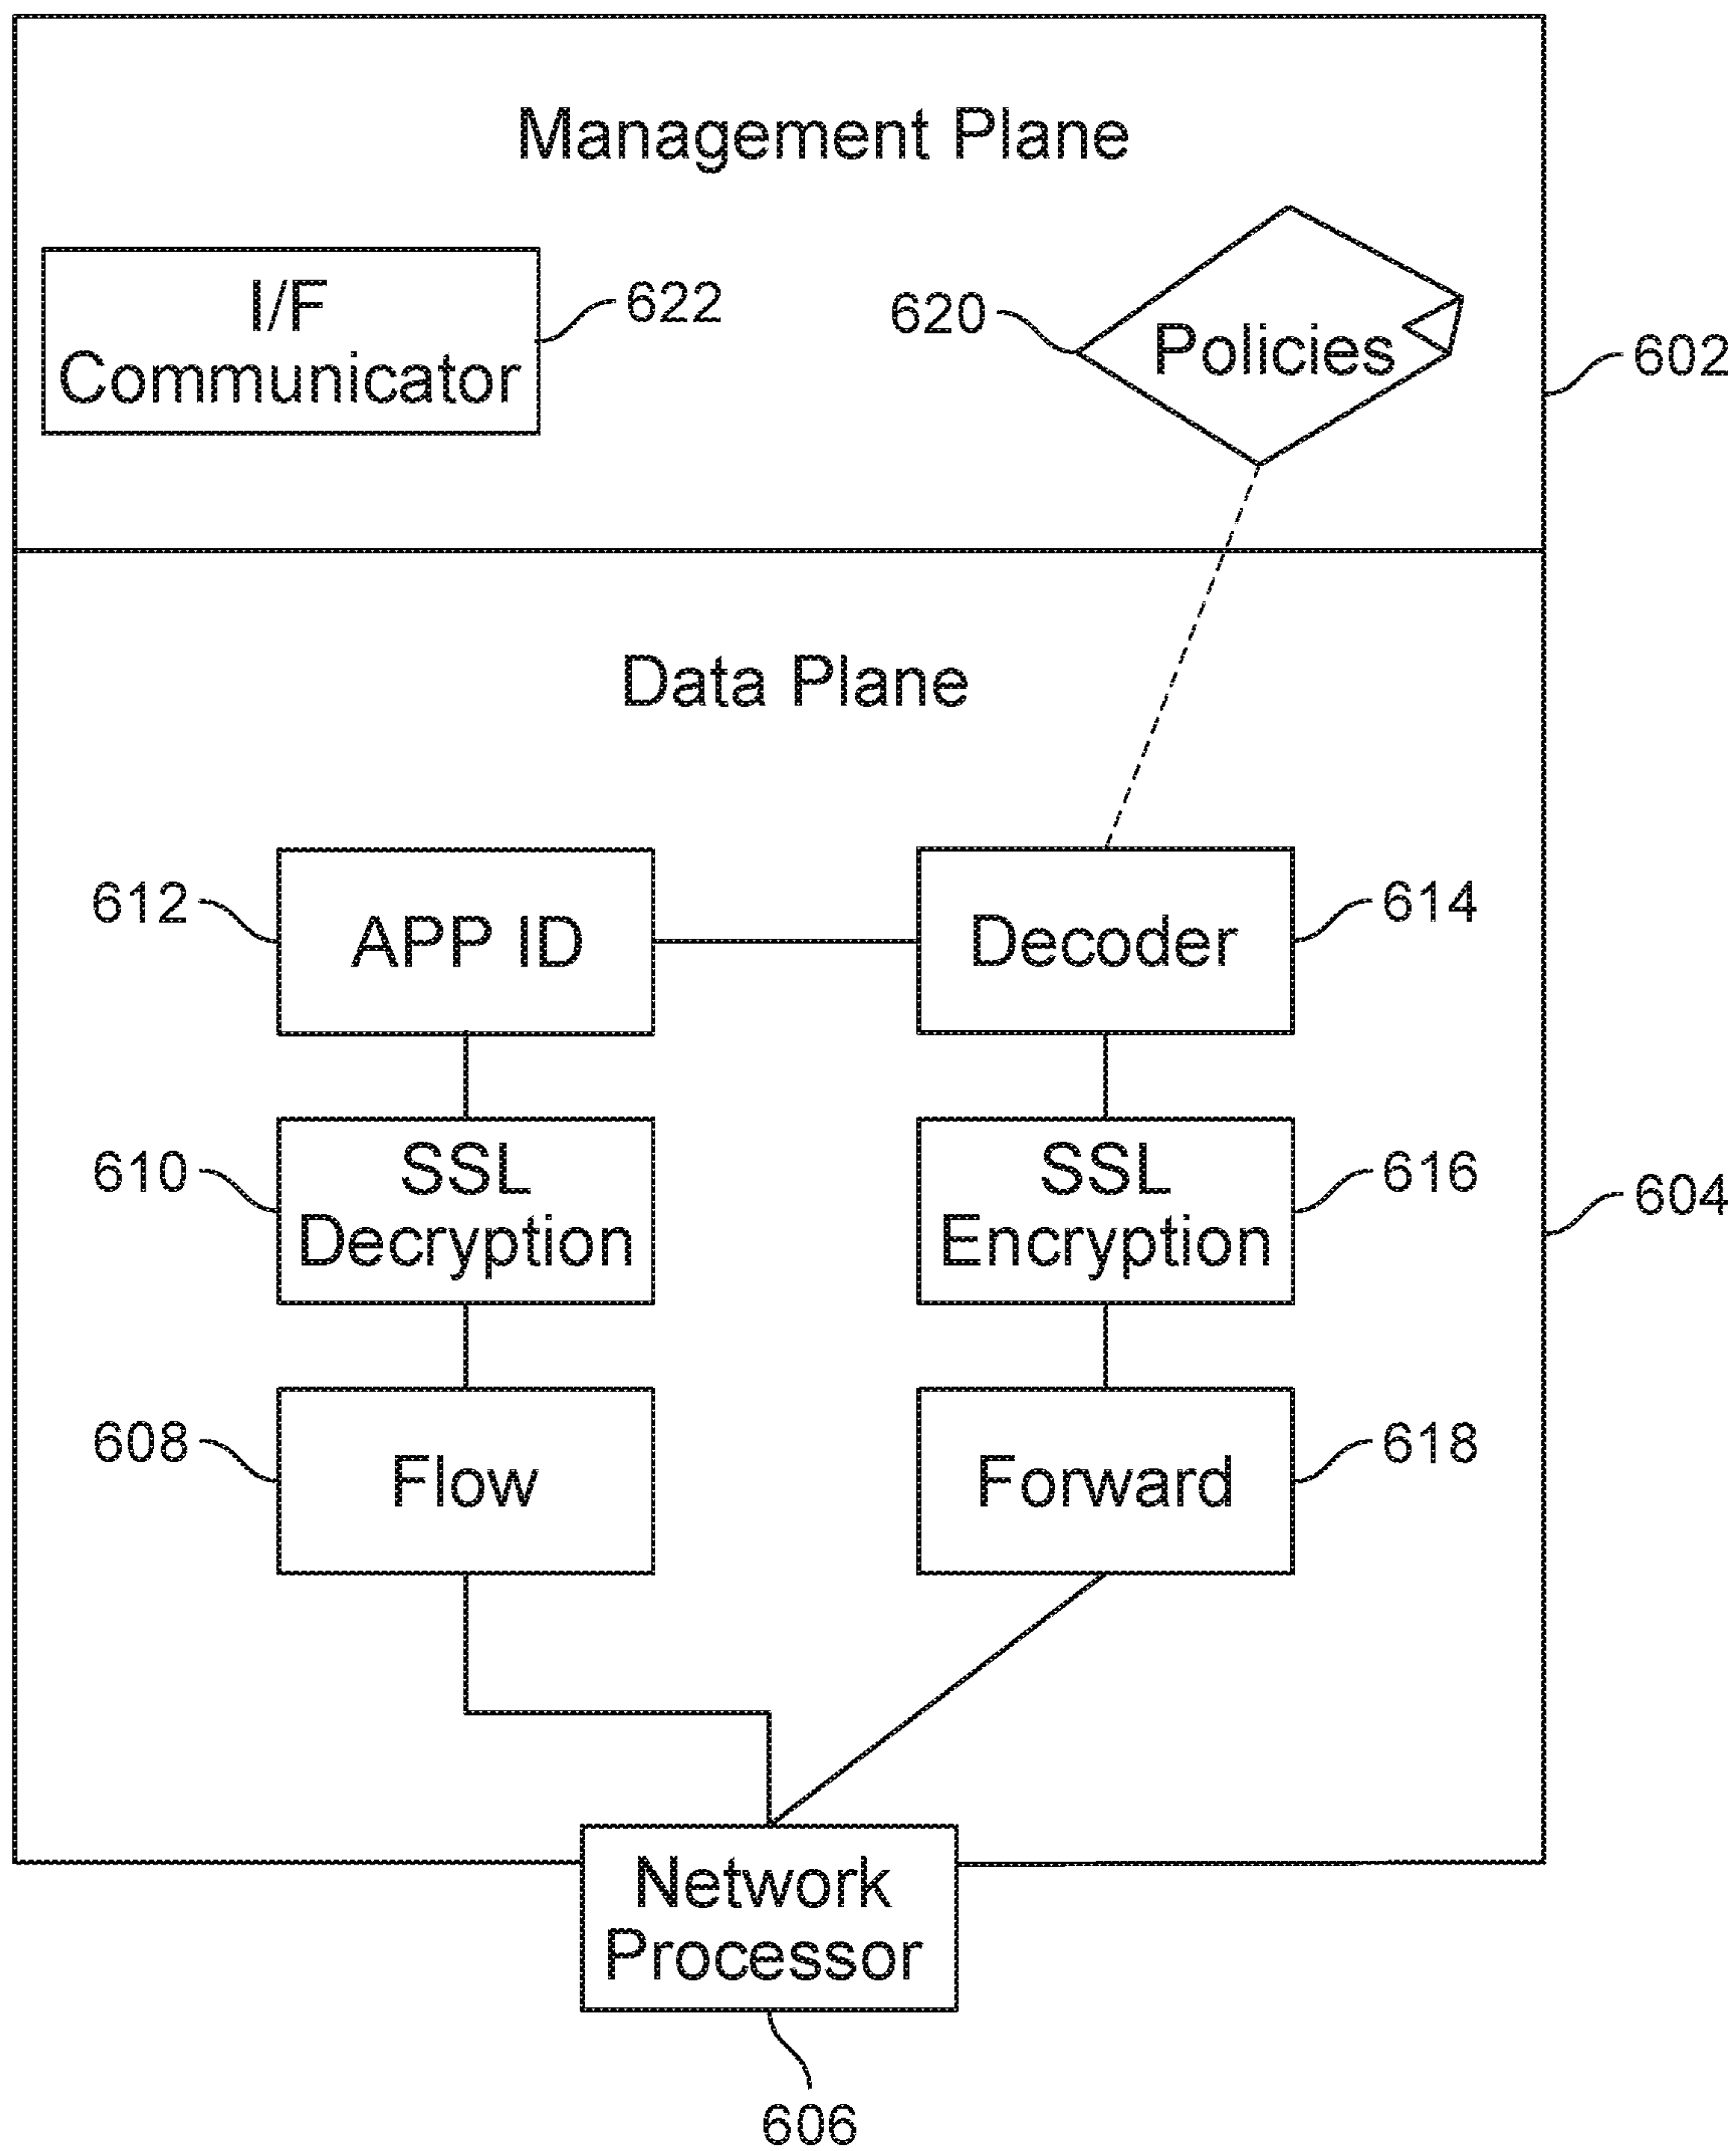 Management Plane
I/F
Communicator
622
620
Policies
602
Data Plane
612
APP ID
Decoder
614
610
SSL
Decryption
SSL
Encryption
616
604
608
Flow
Forward
618
Network
Processor
606